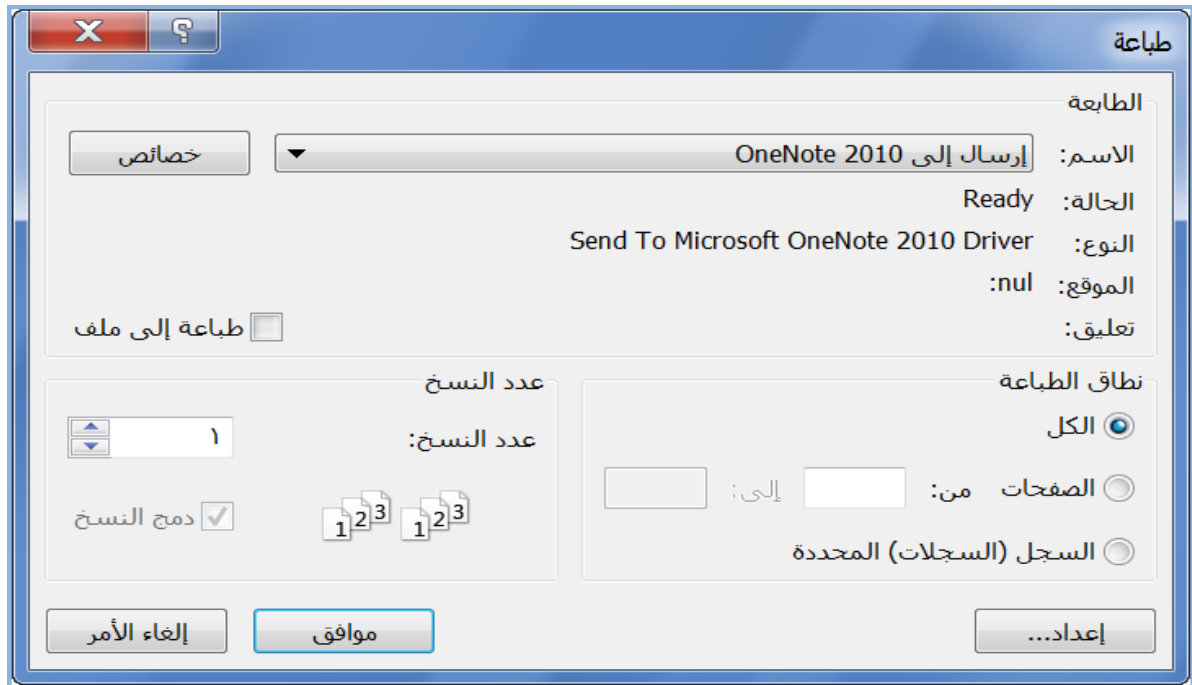 طباعة
الطابعة
الاسم: إرسال إلى OneNote 2010 خصائص
الحالة: Ready
النوع: Send To Microsoft OneNote 2010 Driver
الموقع: nul:
تعليق: طباعة إلى ملف
نطاق الطباعة
الكل
الصفحات من: إلى:
السجل (السجلات) المحددة
عدد النسخ
عدد النسخ: ١
1 2 3 1 2 3
دمج النسخ
إعداد... موافق إلغاء الأمر